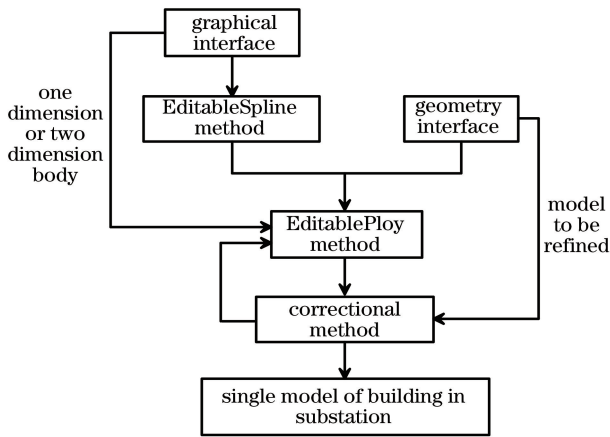 graphical
interface
one
dimension
or two
dimension
body
EditableSpline
method
geometry
interface
EditablePloy
method
model
to be
refined
correctional
method
single model of building in
substation